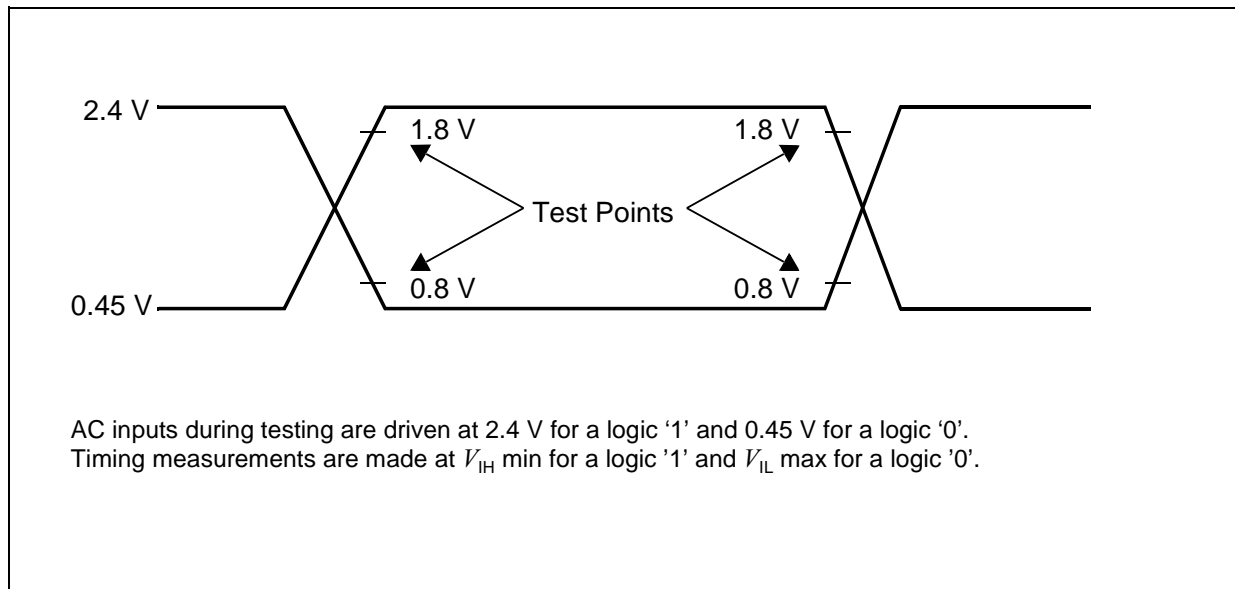 2.4 V
1.8 V 1.8 V
Test Points
0.8 V 0.8 V
0.45 V
AC inputs during testing are driven at 2.4 V for a logic ‘1’ and 0.45 V for a logic ‘0’.
Timing measurements are made at VIH min for a logic '1' and VIL max for a logic '0'.